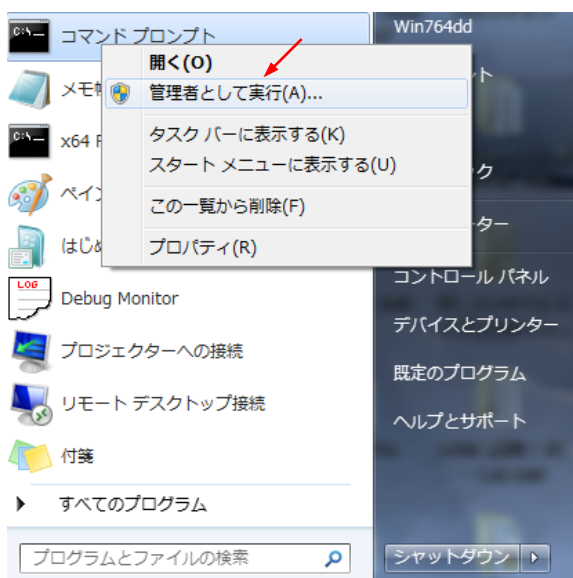 コマンド プロンプト
開く(O)
管理者として実行(A)...
タスク バーに表示する(K)
スタート メニューに表示する(U)
この一覧から削除(F)
プロパティ(R)
メモ
x64
ペイン
はじ
Debug Monitor
プロジェクターへの接続
リモート デスクトップ接続
付箋
すべてのプログラム
プログラムとファイルの検索
Win764dd
ント
ック
ーター
コントロール パネル
デバイスとプリンター
既定のプログラム
ヘルプとサポート
シャットダウン
LOG